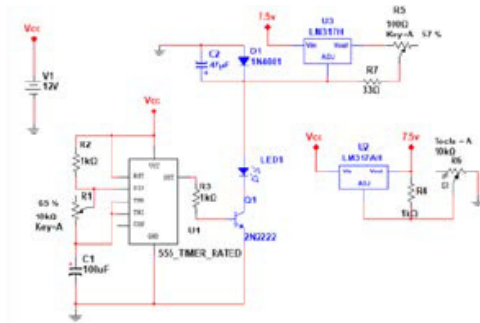 Vcc
V1
12V
C2
47µF
D1
1N4001
7.5v
U3
LM317H
Vin
Vout
ADJ
R5
100Ω
Key=A
57 %
R7
33Ω
Vcc
R2
1kΩ
R1
65 %
10kΩ
Key=A
C1
100uF
VCC
RST
OUT
DIS
THR
TRI
CON
GND
U1
555_TIMER_RATED
R3
1kΩ
LED1
Q1
2N2222
Vcc
U2
LM317AH
Vin
Vout
ADJ
7.5v
1kΩ
Tecla = A
10kΩ
R6